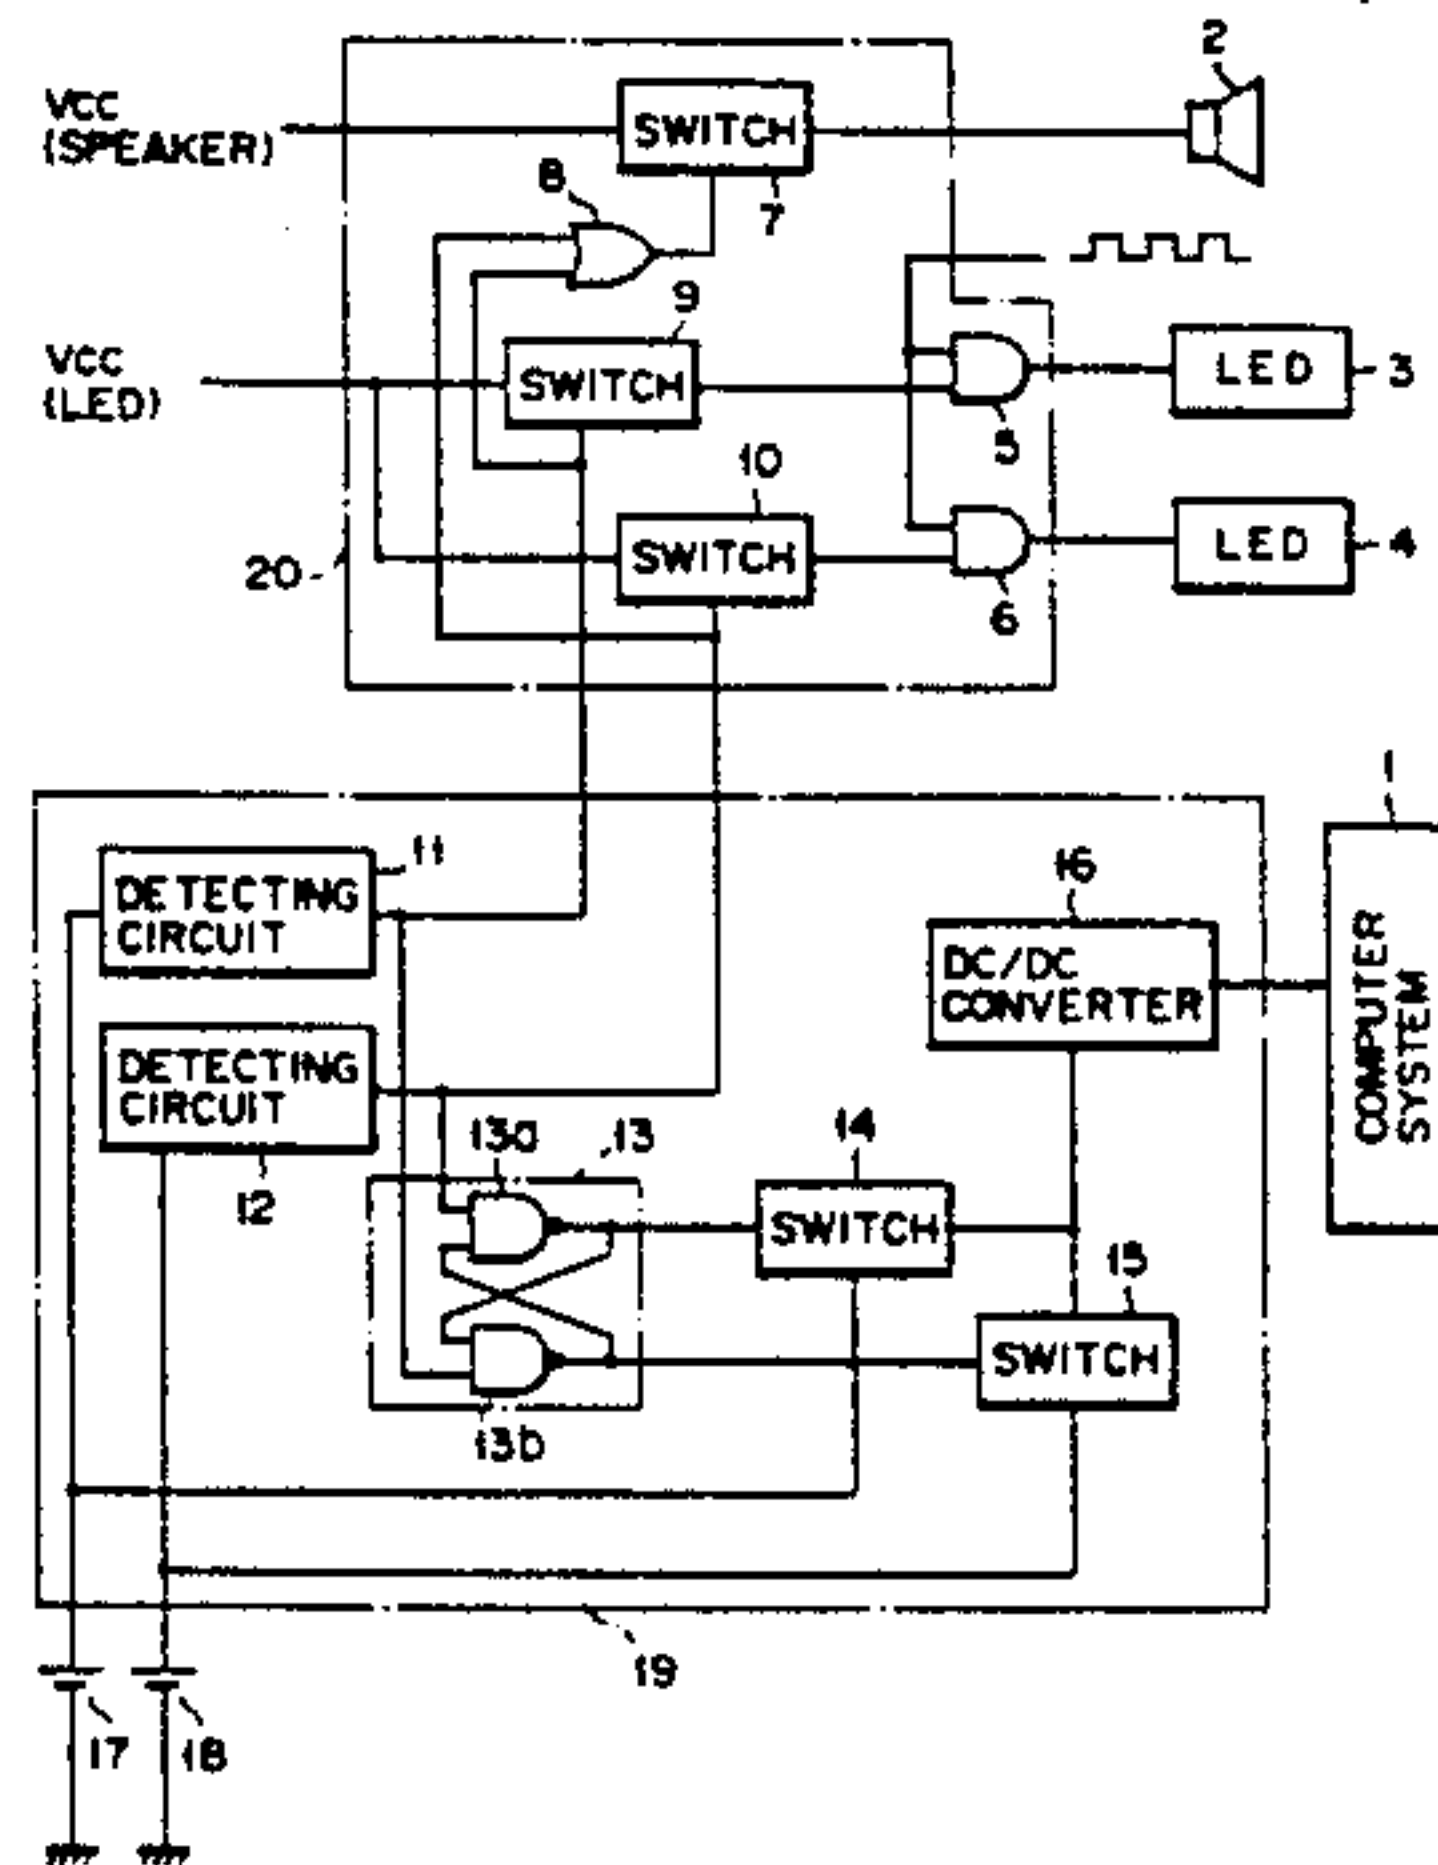 2
VCC
(SPEAKER)
SWITCH
8
7
9
VCC
(LED)
SWITCH
LED
3
5
10
20
SWITCH
LED
4
6
1
11
DETECTING
CIRCUIT
16
DC/DC
CONVERTER
COMPUTER
SYSTEM
DETECTING
CIRCUIT
12
13a
13
14
SWITCH
15
SWITCH
13b
19
17
18